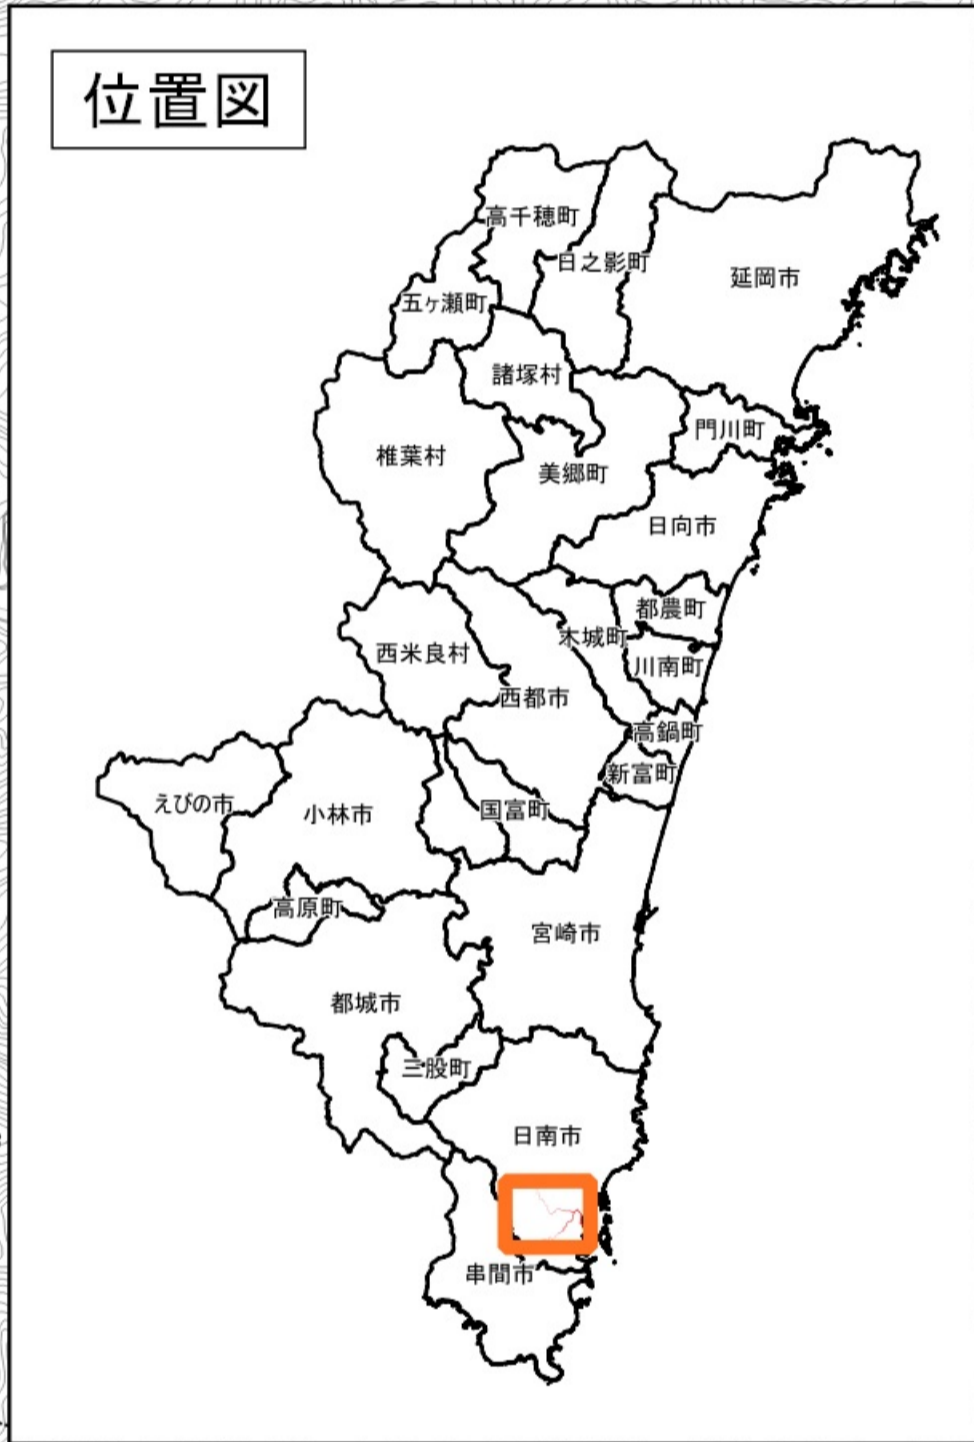 位置図
高千穂町
日之影町
延岡市
五ヶ瀬町
諸塚村
門川町
椎葉村
美郷町
日向市
都農町
木城町
西米良村
川南町
西都市
高鍋町
新富町
えびの市
小林市
国富町
高原町
宮崎市
都城市
三股町
日南市
串間市